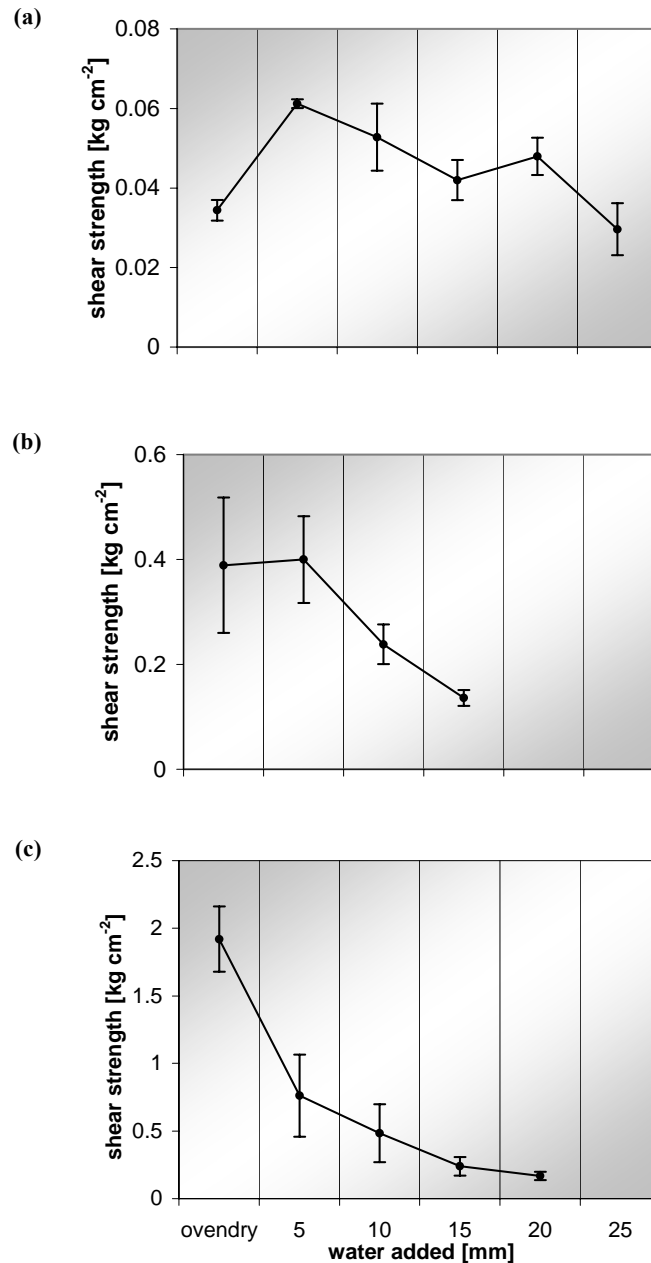 (a)
shear strength [kg cm-2]
0.08
0.06
0.04
0.02
0
(b)
shear strength [kg cm-2]
0.6
0.4
0.2
0
(c)
shear strength [kg cm-2]
2.5
2
1.5
1
0.5
0
ovendry 5 10 15 20 25
water added [mm]